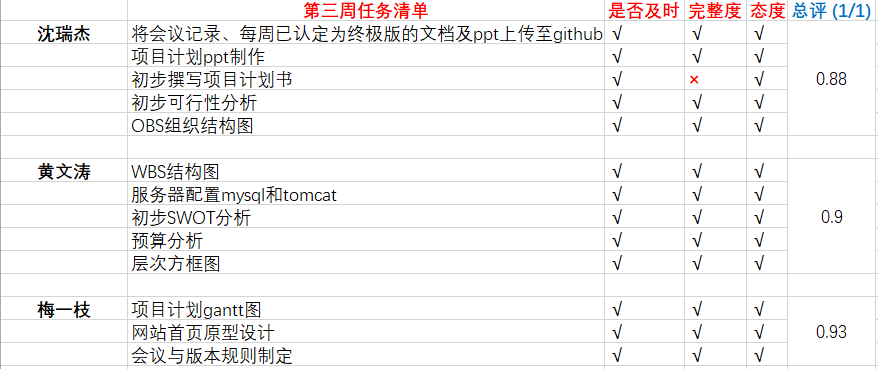 第三周任务清单 是否及时 完整度 态度 总评 (1/1)
沈瑞杰 将会议记录、每周已认定为终极版的文档及ppt上传至github √ √ √
项目计划ppt制作 √ √ √
初步撰写项目计划书 √ × √ 0.88
初步可行性分析 √ √ √
OBS组织结构图 √ √ √
黄文涛 WBS结构图 √ √ √
服务器配置mysql和tomcat √ √ √
初步SWOT分析 √ √ √ 0.9
预算分析 √ √ √
层次方框图 √ √ √
梅一枝 项目计划gantt图 √ √ √
网站首页原型设计 √ √ √ 0.93
会议与版本规则制定 √ √ √